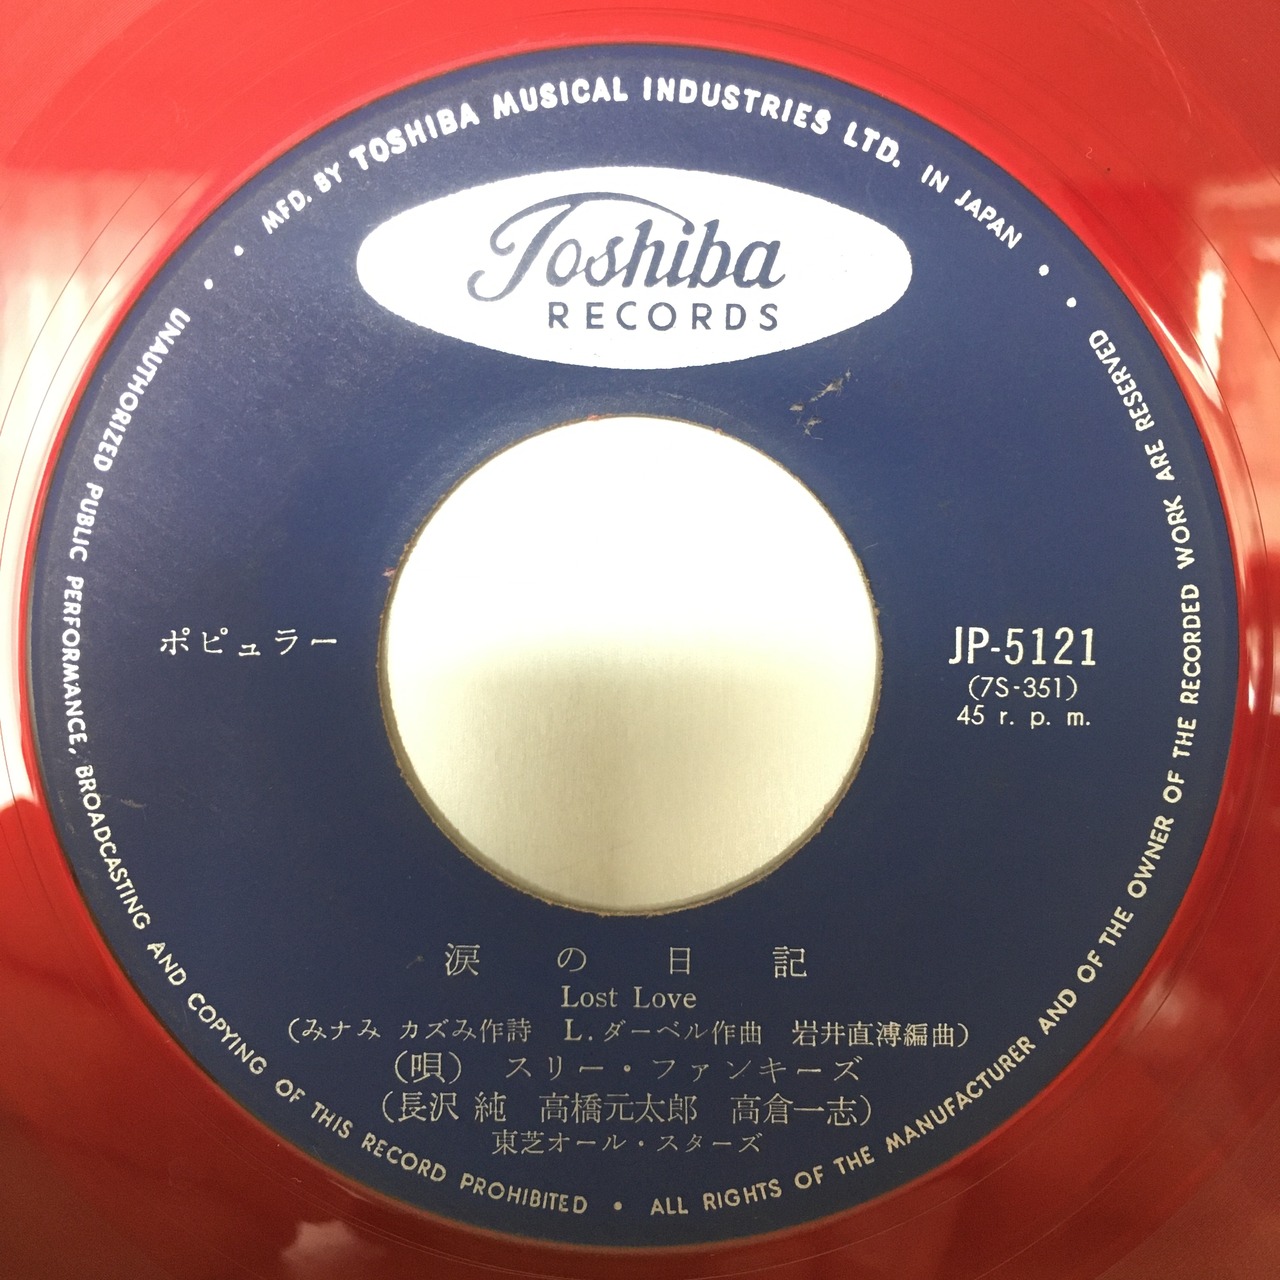 MFD. BY TOSHIBA MUSICAL INDUSTRIES LTD. IN JAPAN
Toshiba
RECORDS
ポピュラー
JP-5121
(7S-351)
45 r. p. m.
涙の日記
Lost Love
(みナみ カズみ作詩 L.ダーベル作曲 岩井直溥編曲)
(唄) スリー・ファンキーズ
(長沢 純 高橋元太郎 高倉一志)
東芝オール・スターズ
UNAUTHORIZED PUBLIC PERFORMANCE, BROADCASTING AND COPYING OF THIS RECORD PROHIBITED • ALL RIGHTS OF THE MANUFACTURER AND OF THE OWNER OF THE RECORDED WORK ARE RESERVED